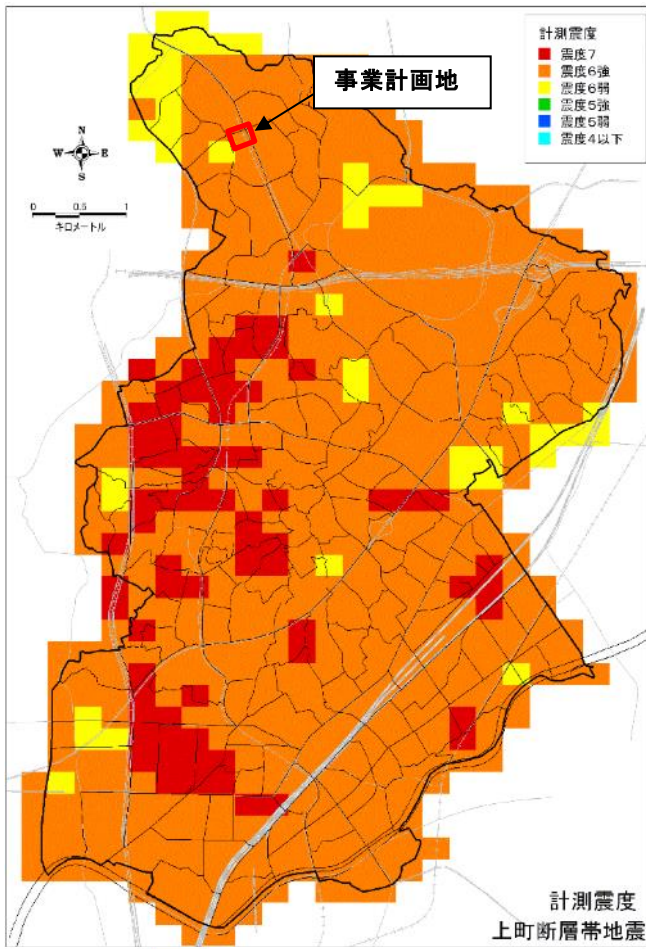 計測震度
震度7
震度6強
震度6弱
震度5強
震度5弱
震度4以下
事業計画地
N
W E
S
0 0.5 1
キロメートル
計測震度
上町断層帯地震